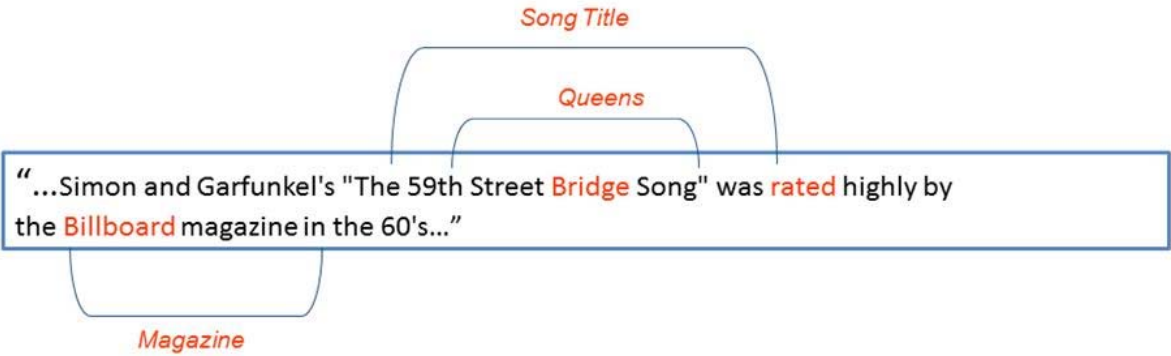 Song Title
Queens
“...Simon and Garfunkel's "The 59th Street Bridge Song" was rated highly by
the Billboard magazine in the 60's...”
Magazine